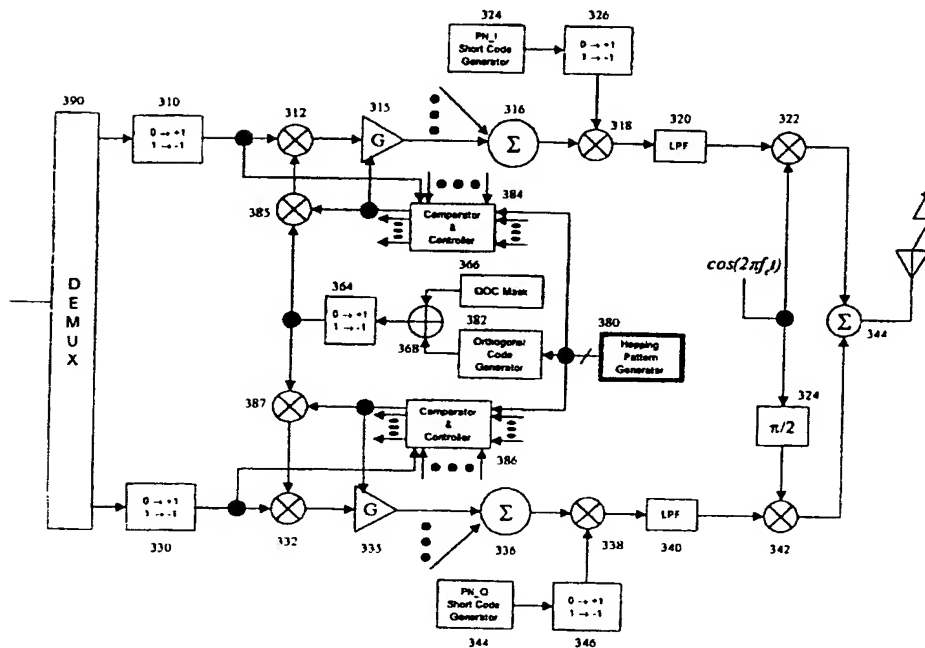 324
326
PN_I
Short Code
Generator
0 → +1
1 → -1
390
310
312
315
316
318
320
322
0 → +1
1 → -1
G
Σ
LPF
384
385
Comparator
&
Controller
cos(2πf_c t)
DEMUX
366
364
QOC Mask
0 → +1
1 → -1
382
368
Orthogonal
Code
Generator
380
Hopping
Pattern
Generator
Σ
344
387
Comparator
&
Controller
386
324
π/2
0 → +1
1 → -1
G
Σ
LPF
330
332
335
336
338
340
342
PN_Q
Short Code
Generator
0 → +1
1 → -1
344
346